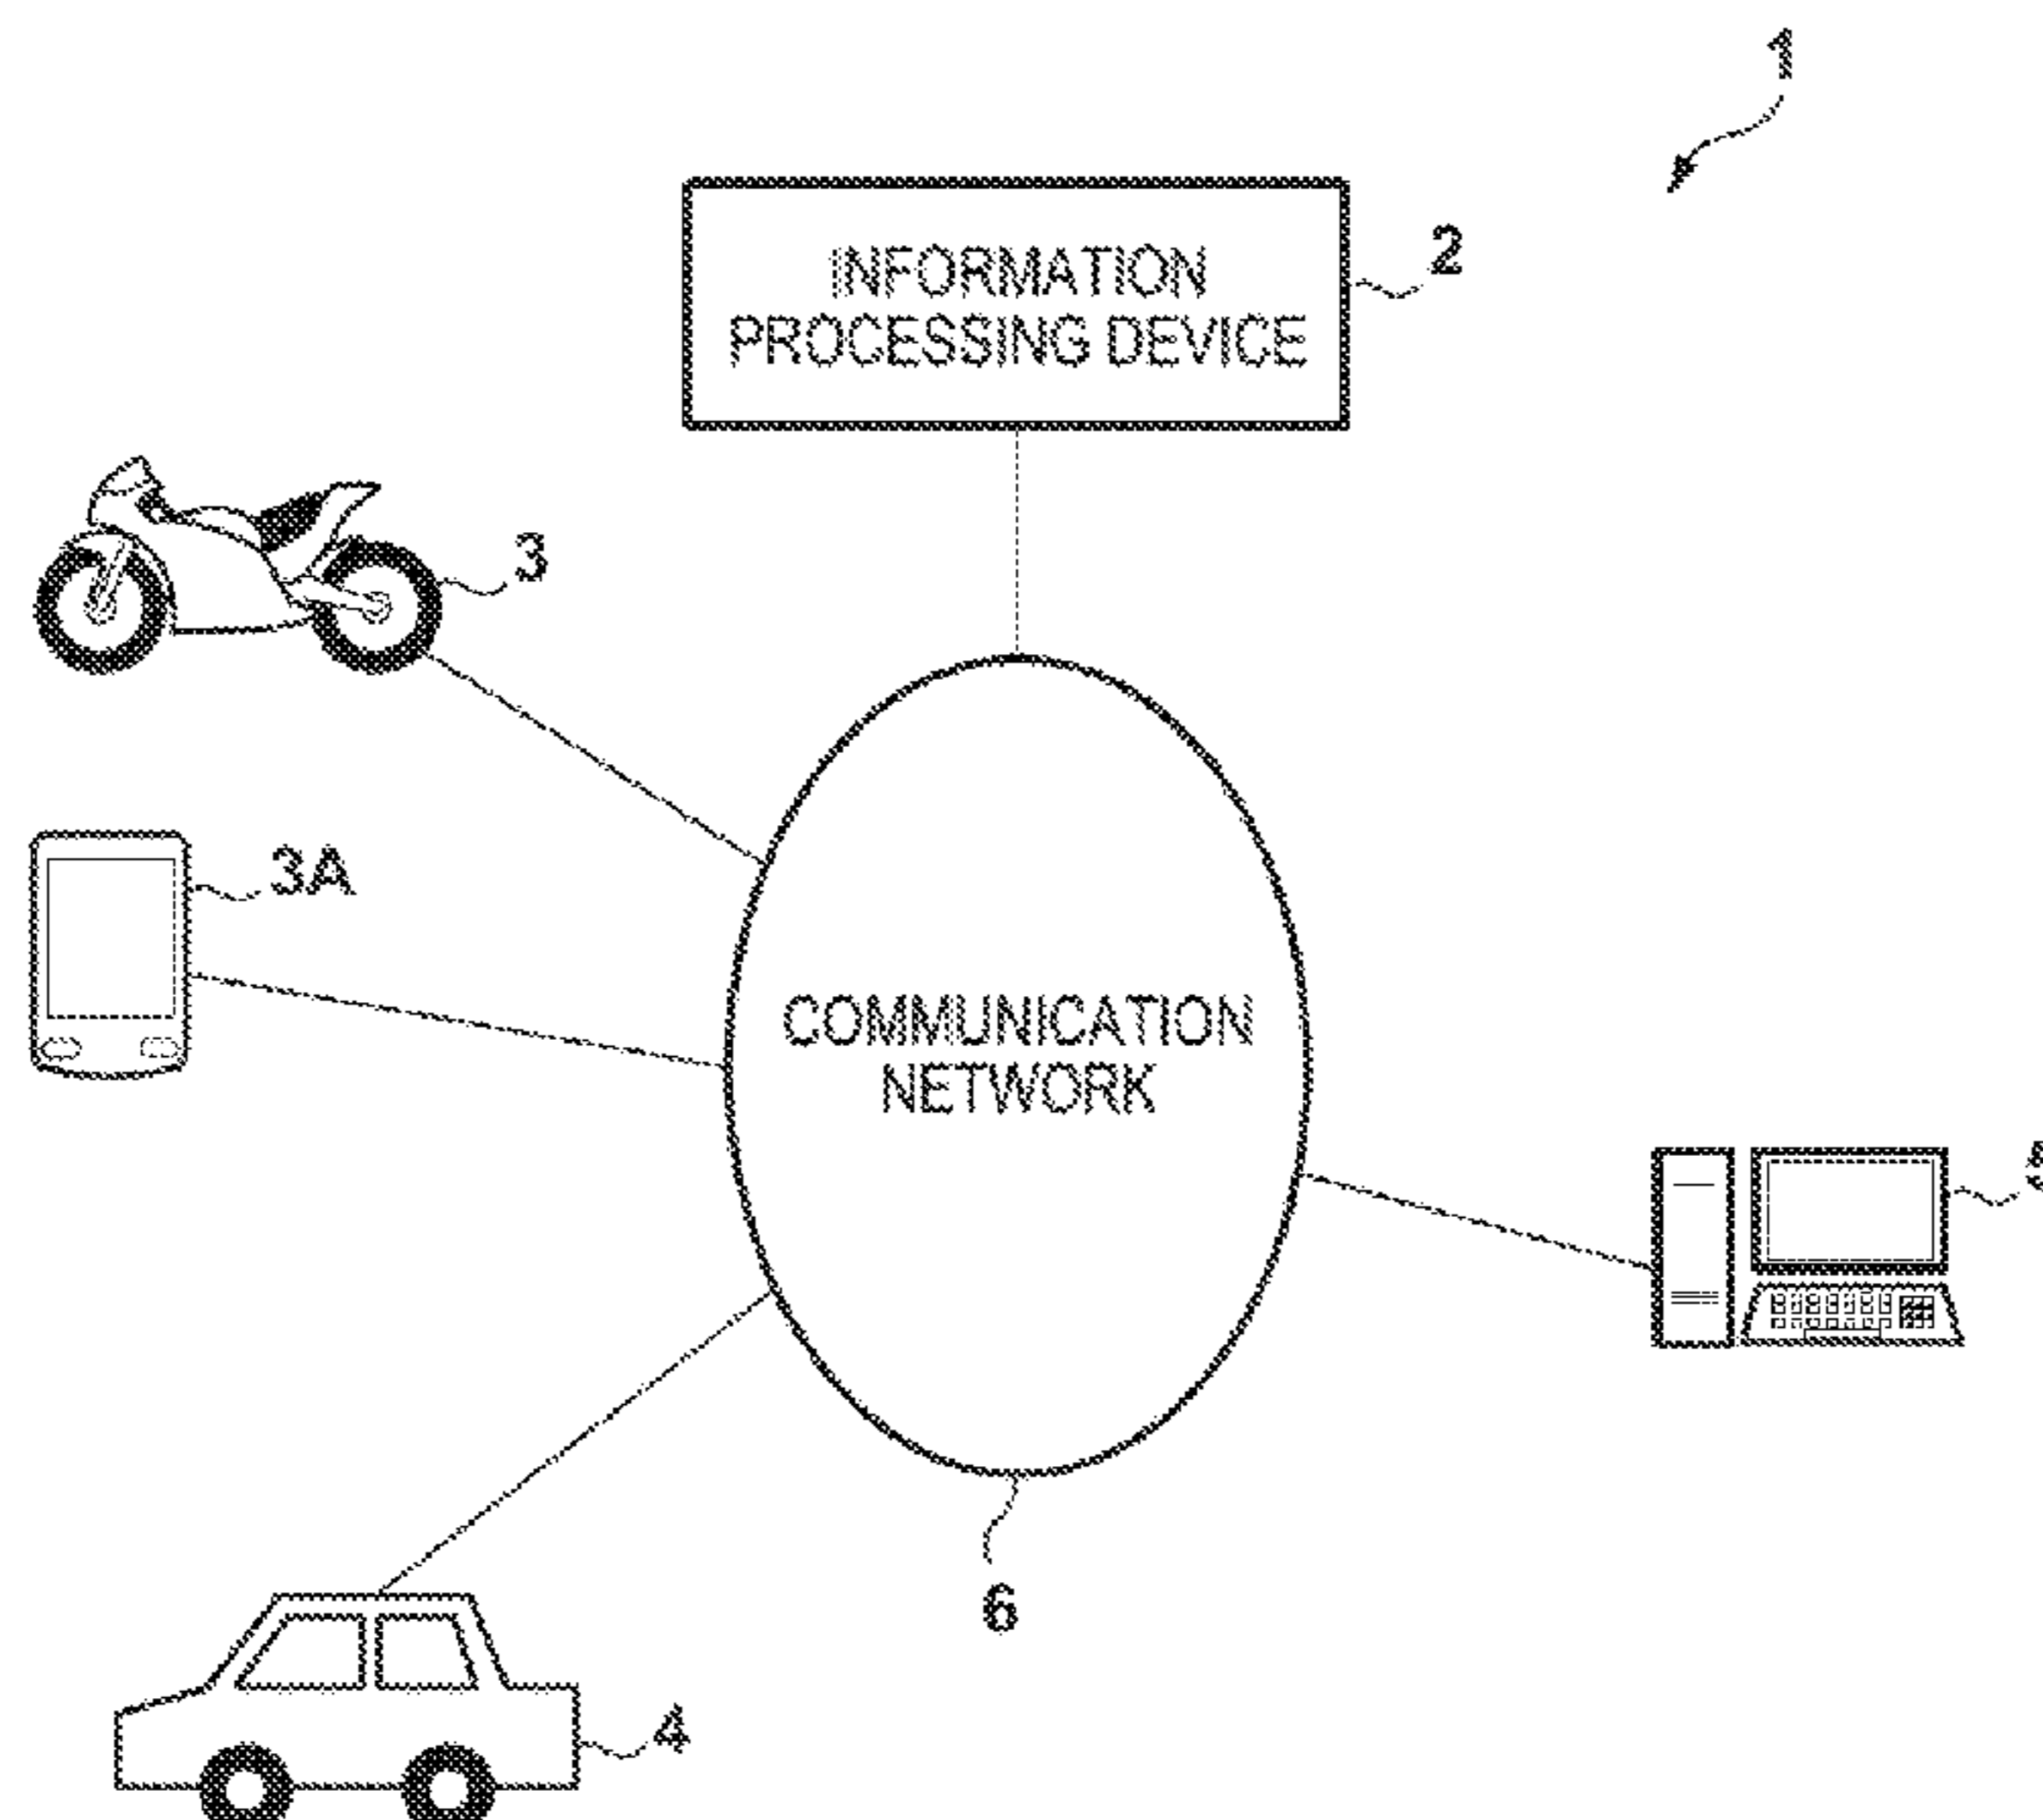 1
INFORMATION
PROCESSING DEVICE
2
3
3A
COMMUNICATION
NETWORK
6
4